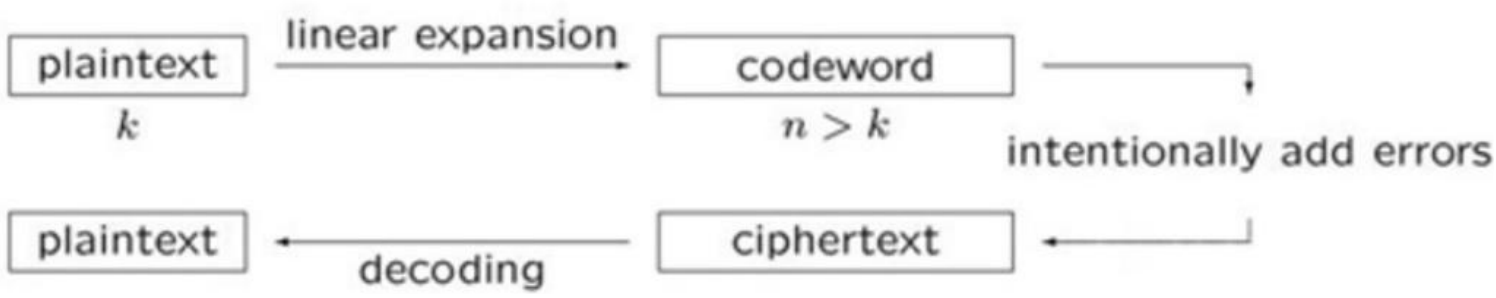 linear expansion
plaintext codeword
k n > k
intentionally add errors
plaintext ciphertext
decoding